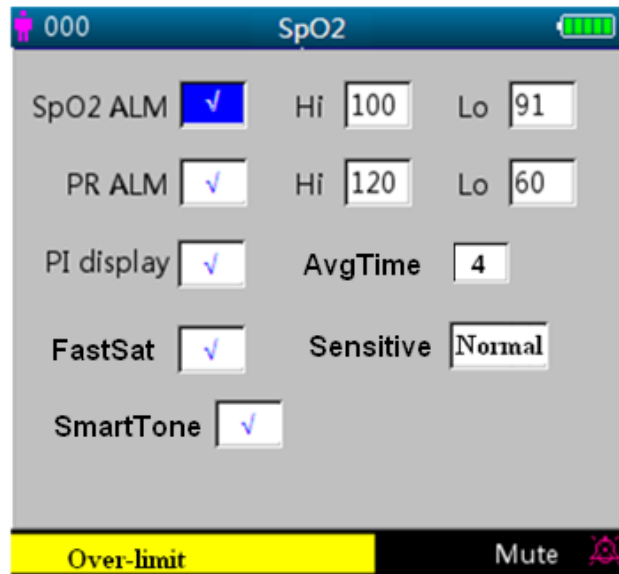 000 SpO2
SpO2 ALM √ Hi 100 Lo 91
PR ALM √ Hi 120 Lo 60
PI display √ AvgTime 4
FastSat √ Sensitive Normal
SmartTone √
Over-limit Mute